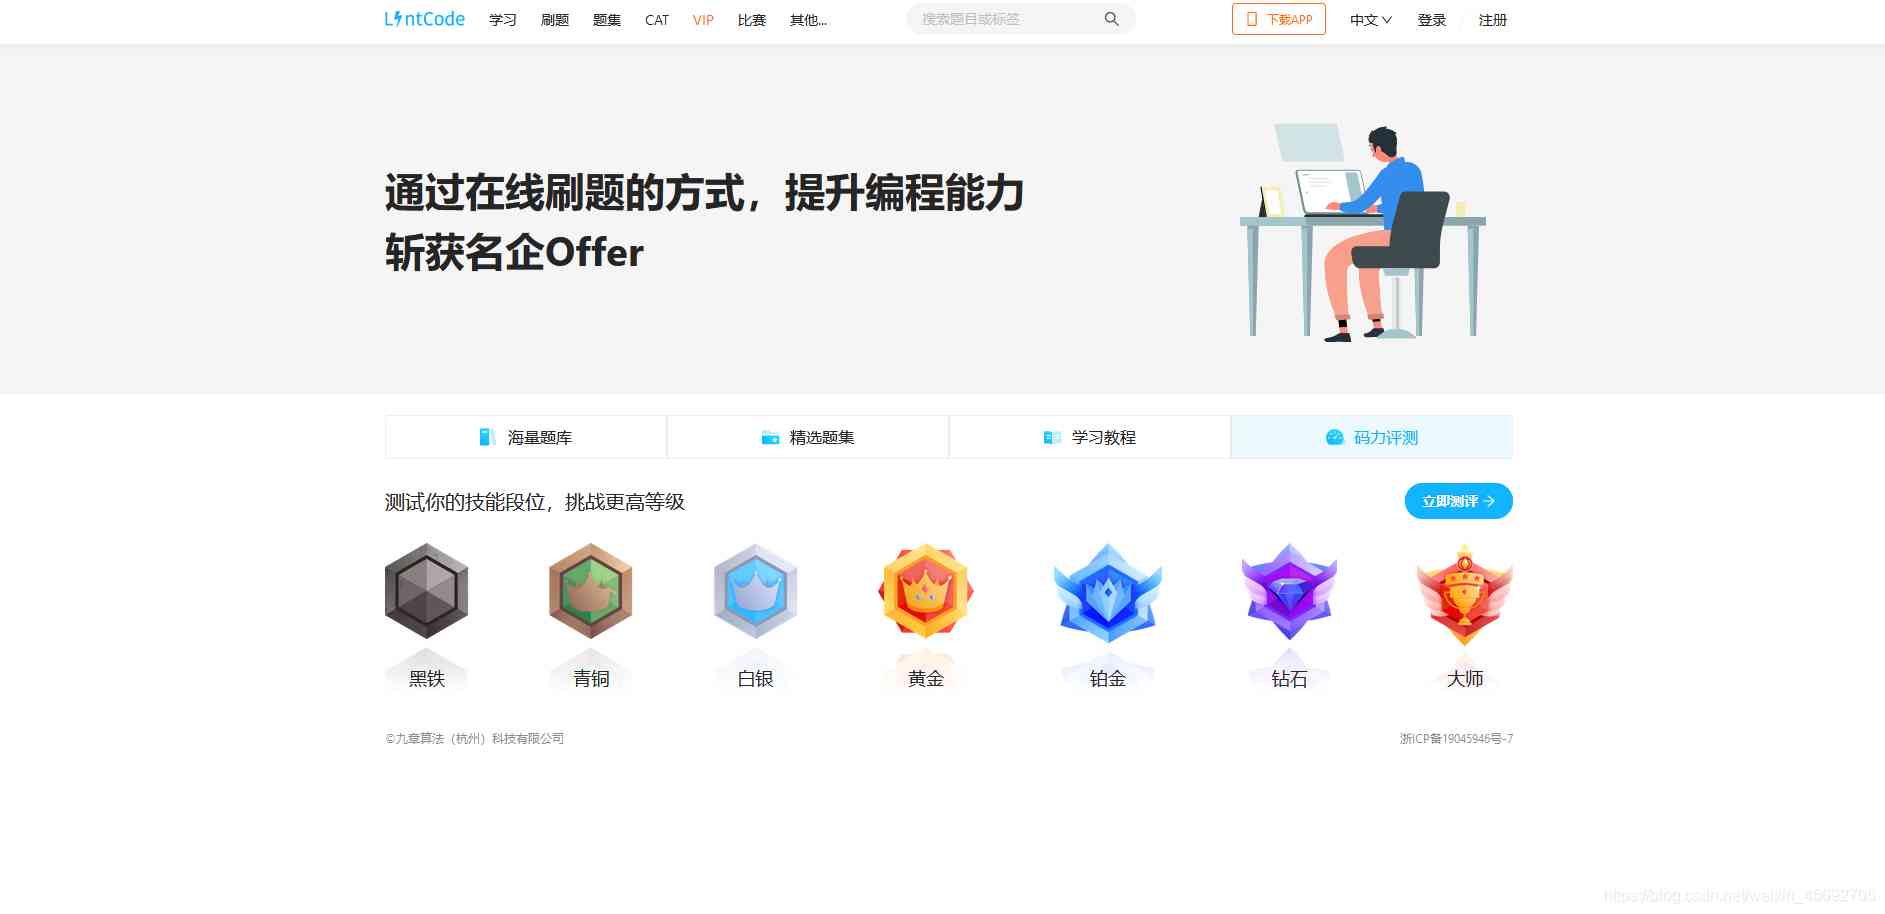 LintCode 学习 刷题 题集 CAT VIP 比赛 其他... 搜索题目或标签 下载APP 中文 登录 注册
通过在线刷题的方式，提升编程能力
斩获名企Offer
海量题库 精选题集 学习教程 码力评测
测试你的技能段位，挑战更高等级 立即测评
黑铁 青铜 白银 黄金 铂金 钻石 大师
©九章算法（杭州）科技有限公司 浙ICP备19045946号-7
https://blog.csdn.net/weixin_45692705